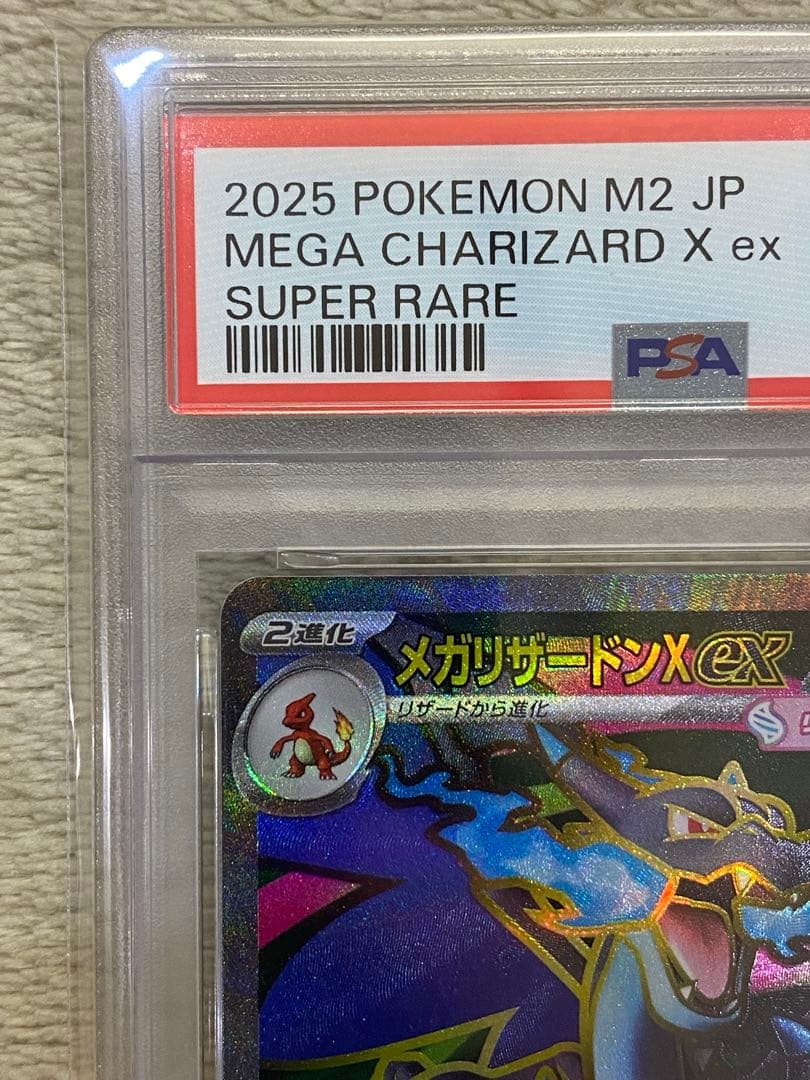 2025 POKEMON M2 JP
MEGA CHARIZARD X ex
SUPER RARE
PSA
2進化
メガリザードンXex
リザードから進化